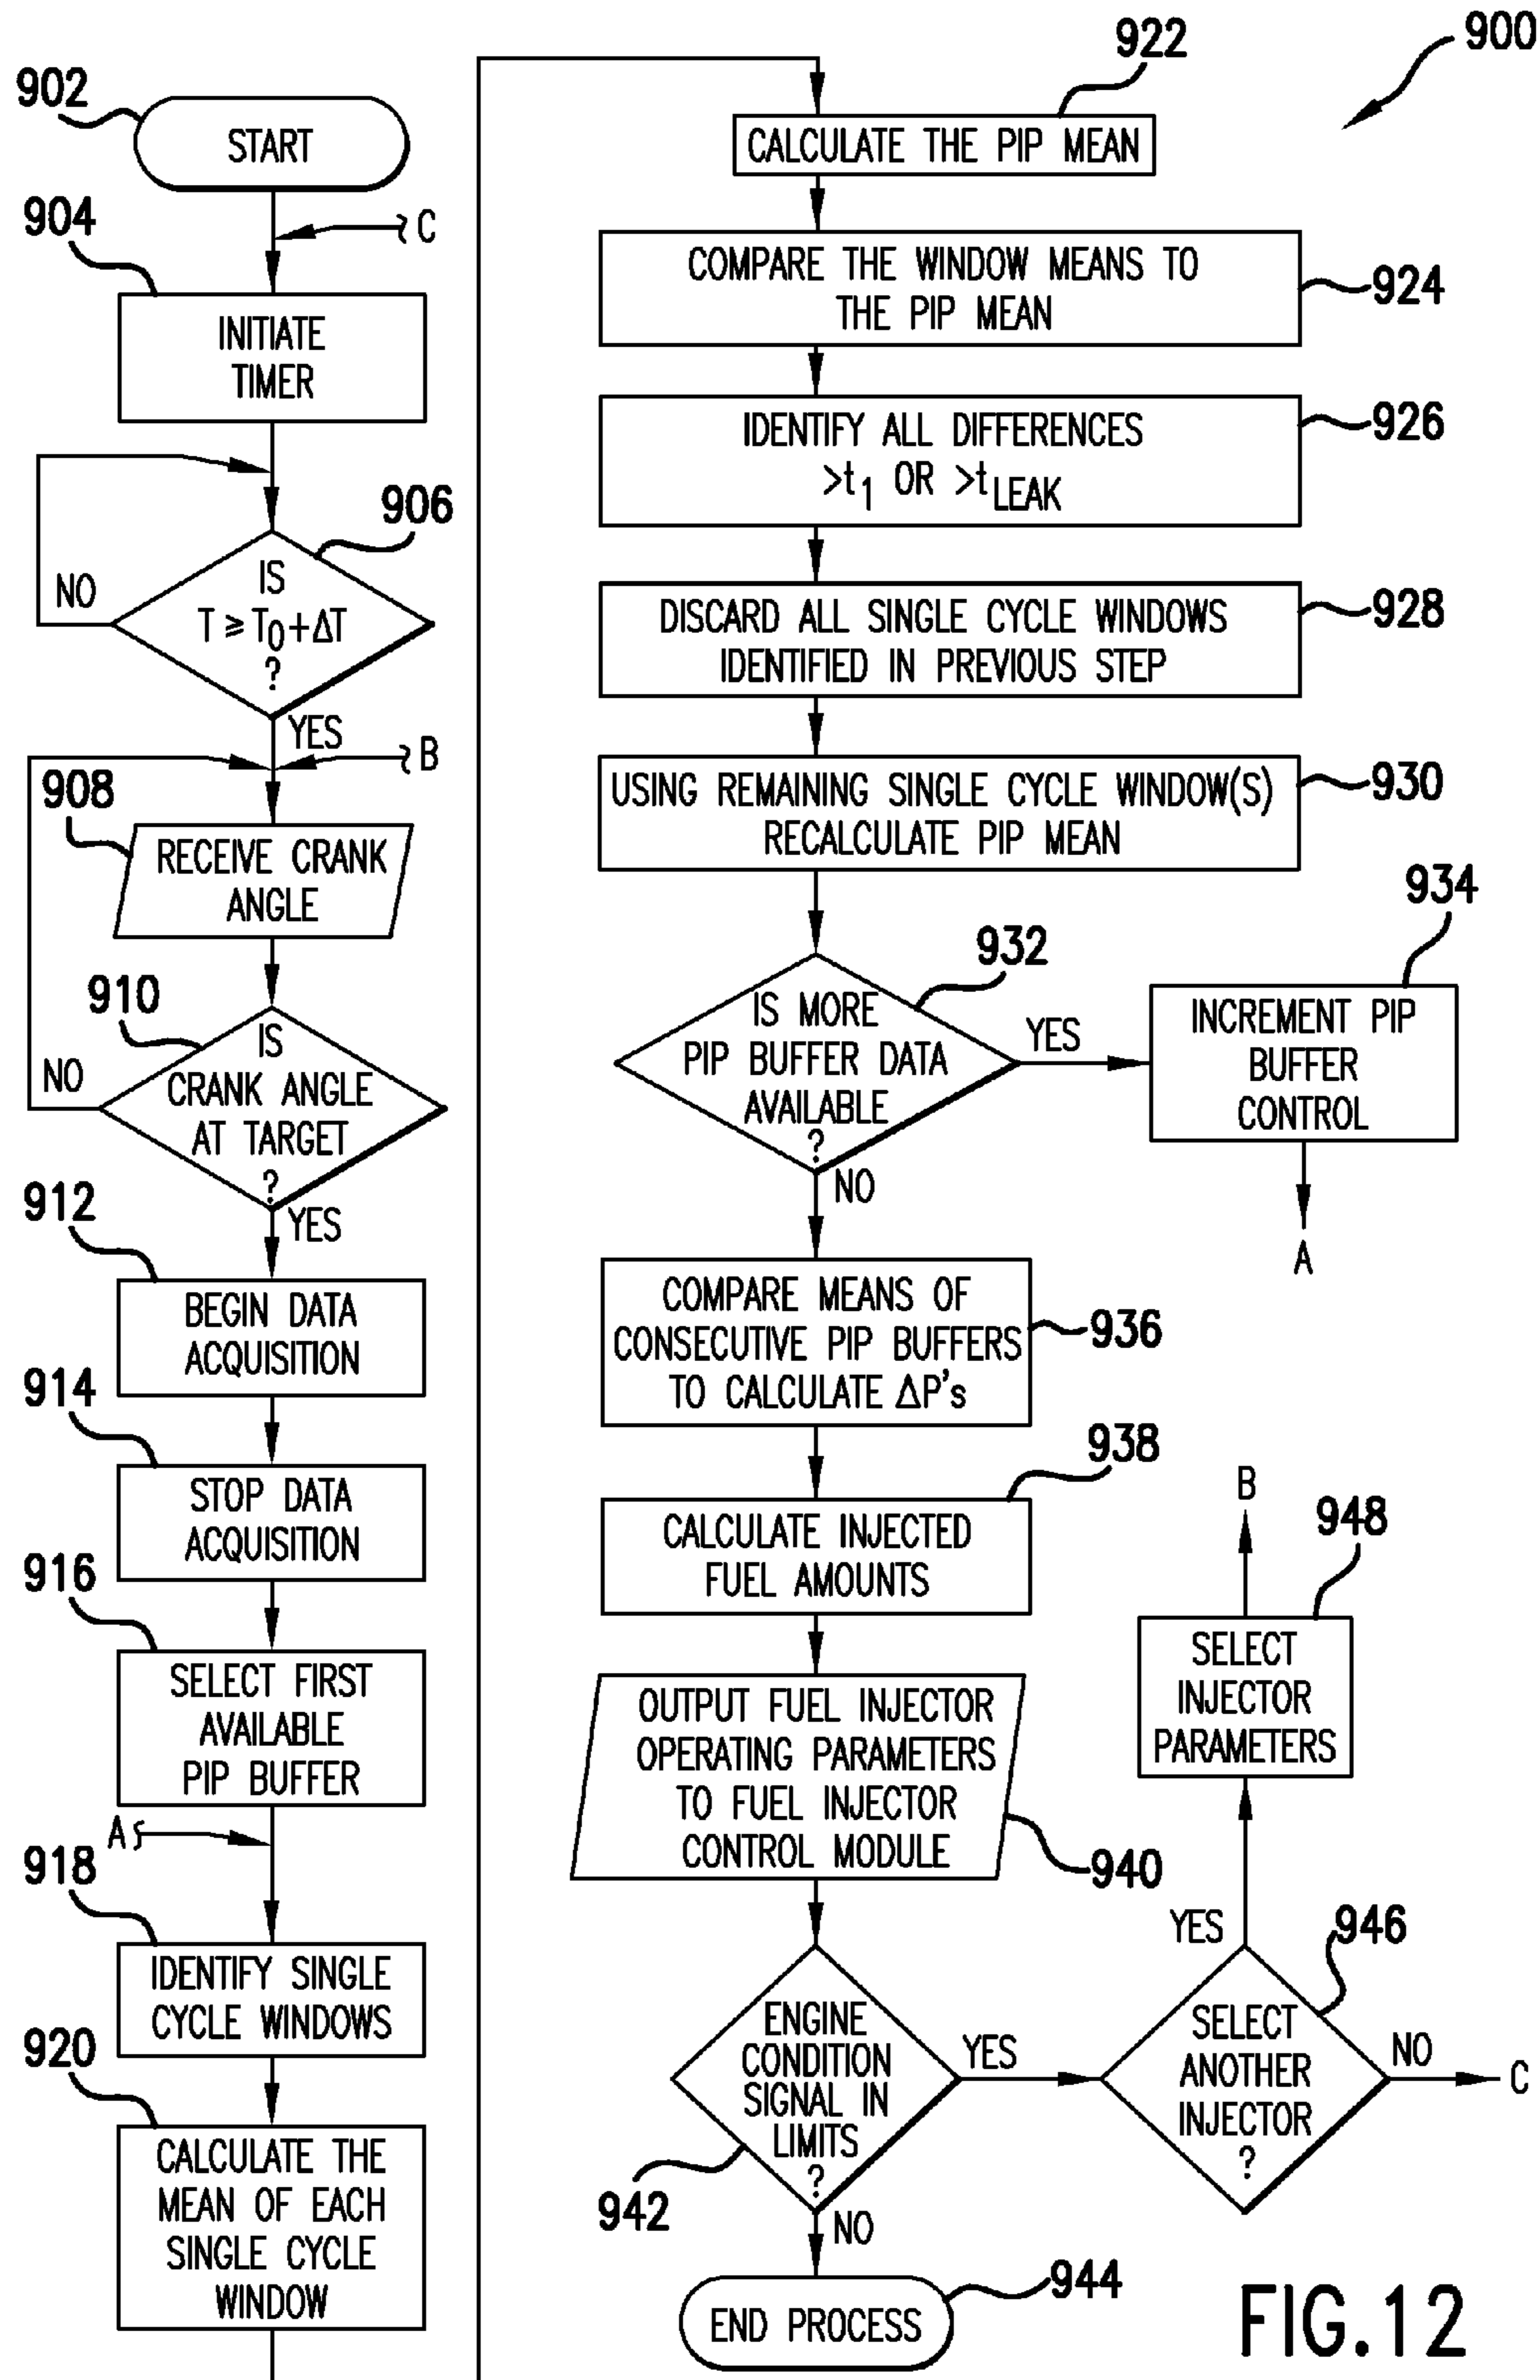 900
902
START
C
904
INITIATE
TIMER
906
IS
T ≥ T0+ΔT
?
NO
YES
B
908
RECEIVE CRANK
ANGLE
910
IS
CRANK ANGLE
AT TARGET
?
NO
YES
912
BEGIN DATA
ACQUISITION
914
STOP DATA
ACQUISITION
916
SELECT FIRST
AVAILABLE
PIP BUFFER
A
918
IDENTIFY SINGLE
CYCLE WINDOWS
920
CALCULATE THE
MEAN OF EACH
SINGLE CYCLE
WINDOW
922
CALCULATE THE PIP MEAN
COMPARE THE WINDOW MEANS TO
THE PIP MEAN
924
IDENTIFY ALL DIFFERENCES
>t1 OR >tLEAK
926
DISCARD ALL SINGLE CYCLE WINDOWS
IDENTIFIED IN PREVIOUS STEP
928
USING REMAINING SINGLE CYCLE WINDOW(S)
RECALCULATE PIP MEAN
930
932
IS MORE
PIP BUFFER DATA
AVAILABLE
?
YES
NO
934
INCREMENT PIP
BUFFER
CONTROL
A
COMPARE MEANS OF
CONSECUTIVE PIP BUFFERS
TO CALCULATE ΔP's
936
938
CALCULATE INJECTED
FUEL AMOUNTS
OUTPUT FUEL INJECTOR
OPERATING PARAMETERS
TO FUEL INJECTOR
CONTROL MODULE
940
ENGINE
CONDITION
SIGNAL IN
LIMITS
?
942
YES
NO
944
END PROCESS
946
SELECT
ANOTHER
INJECTOR
?
YES
NO
C
948
SELECT
INJECTOR
PARAMETERS
B
FIG.12